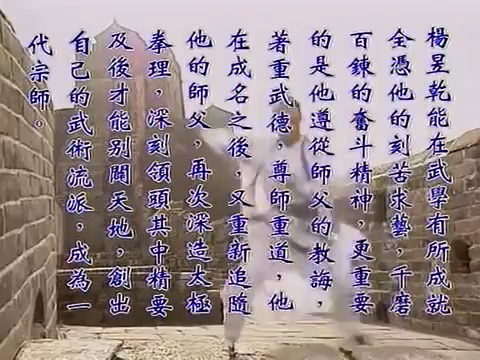 楊昱乾能在武學有所成就
全憑他的刻苦求藝，千磨
百鍊的奮斗精神，更重要
的是他遵從師父的教誨，
著重武德，尊師重道，他
在成名之後，又重新追隨
他的師父，再次深造太極
拳理，深刻領頭其中精要
及後才能別闢天地，創出
自己的武術流派，成為一
代宗師。